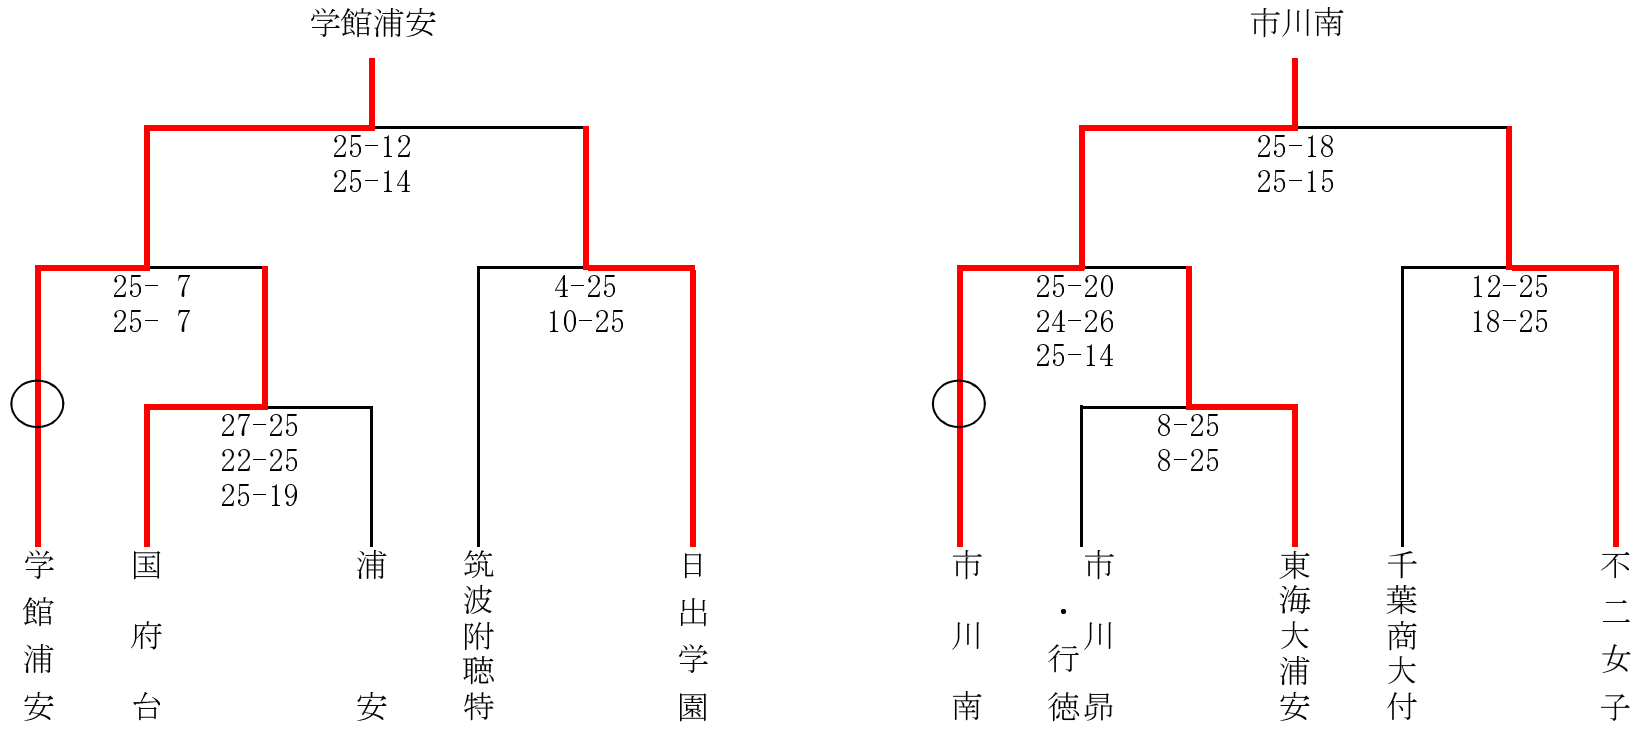 学館浦安
市川南
25-12
25-14
25-18
25-15
25- 7
25- 7
4-25
10-25
25-20
24-26
25-14
12-25
18-25
27-25
22-25
25-19
8-25
8-25
学館浦安
国府台
浦安
筑波附聴特
日出学園
市川南
市川昴
・行徳
東海大浦安
千葉商大付
不二女子